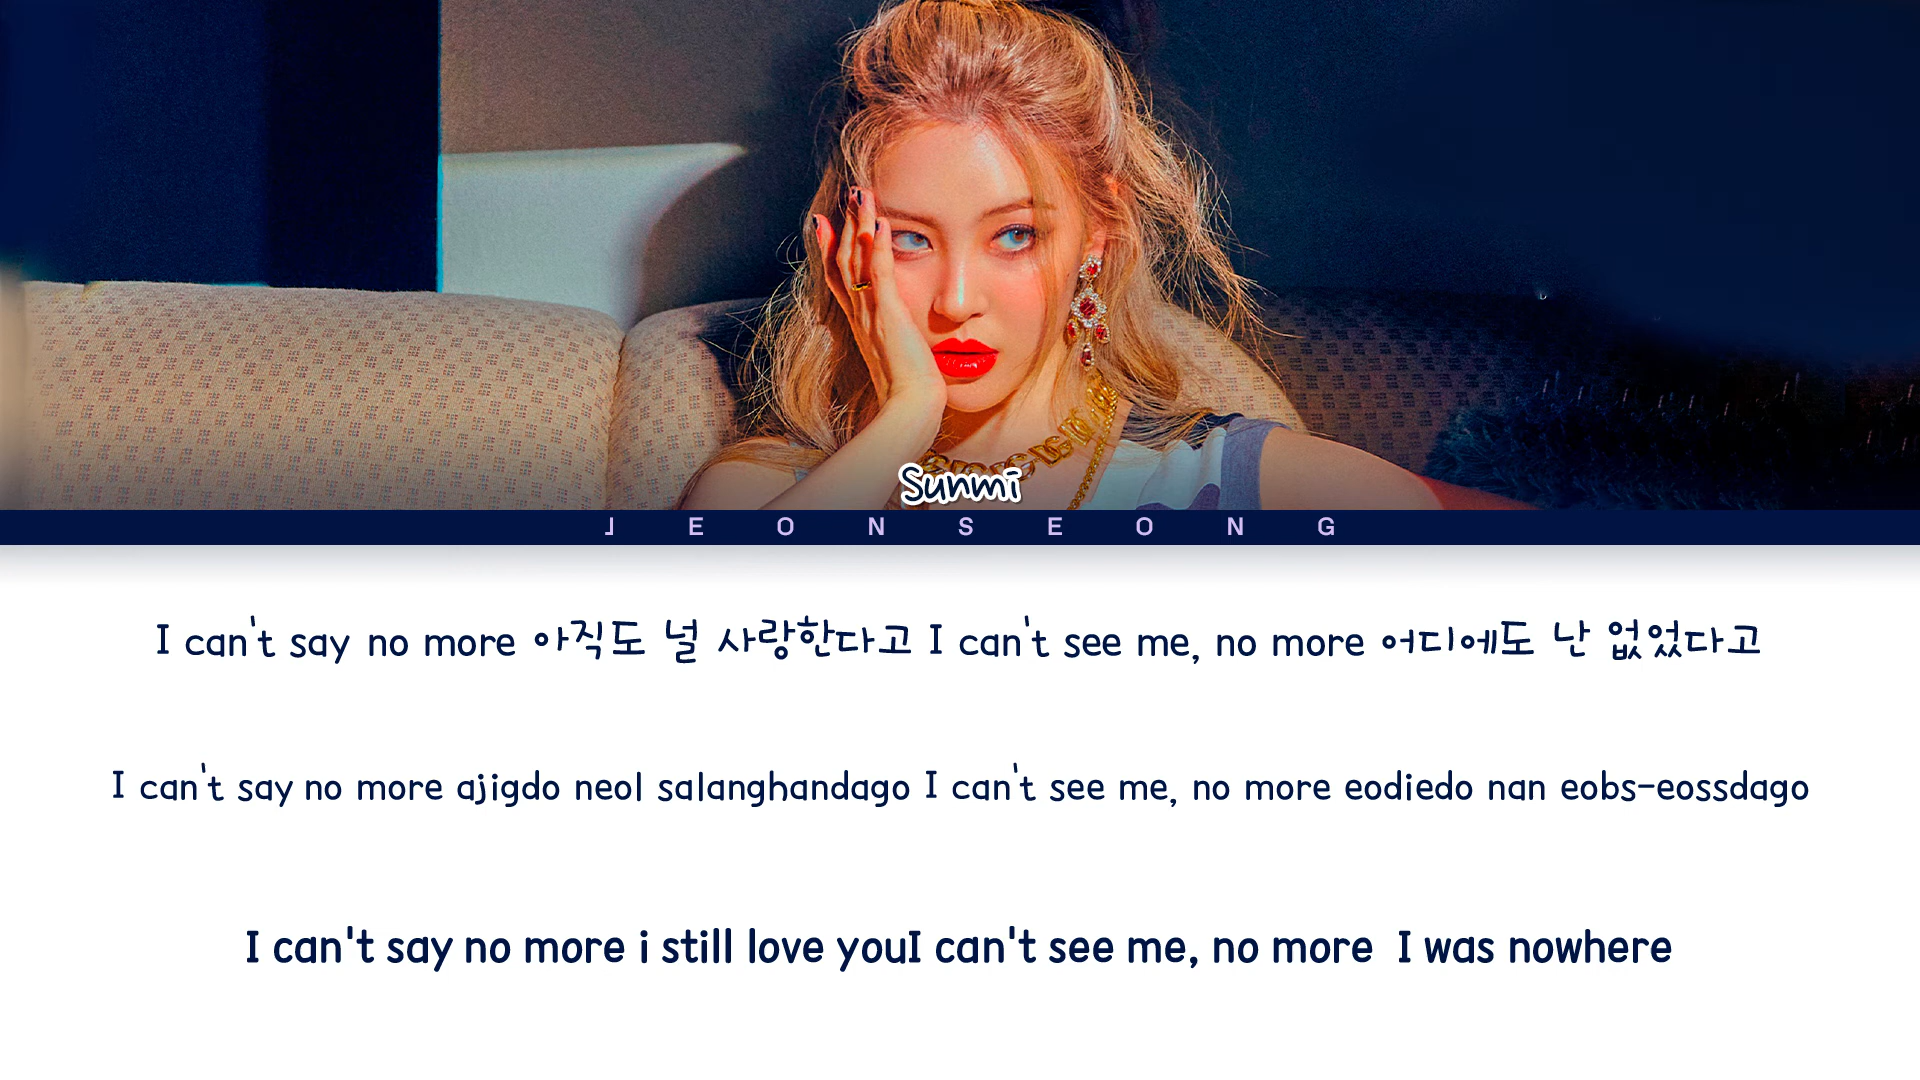 Sunmi
JEONSEONG
I can't say no more 아직도 널 사랑한다고 I can't see me, no more 어디에도 난 없었다고
I can't say no more ajigdo neol salanghandago I can't see me, no more eodiedo nan eobs-eossdago
I can't say no more i still love youI can't see me, no more  I was nowhere